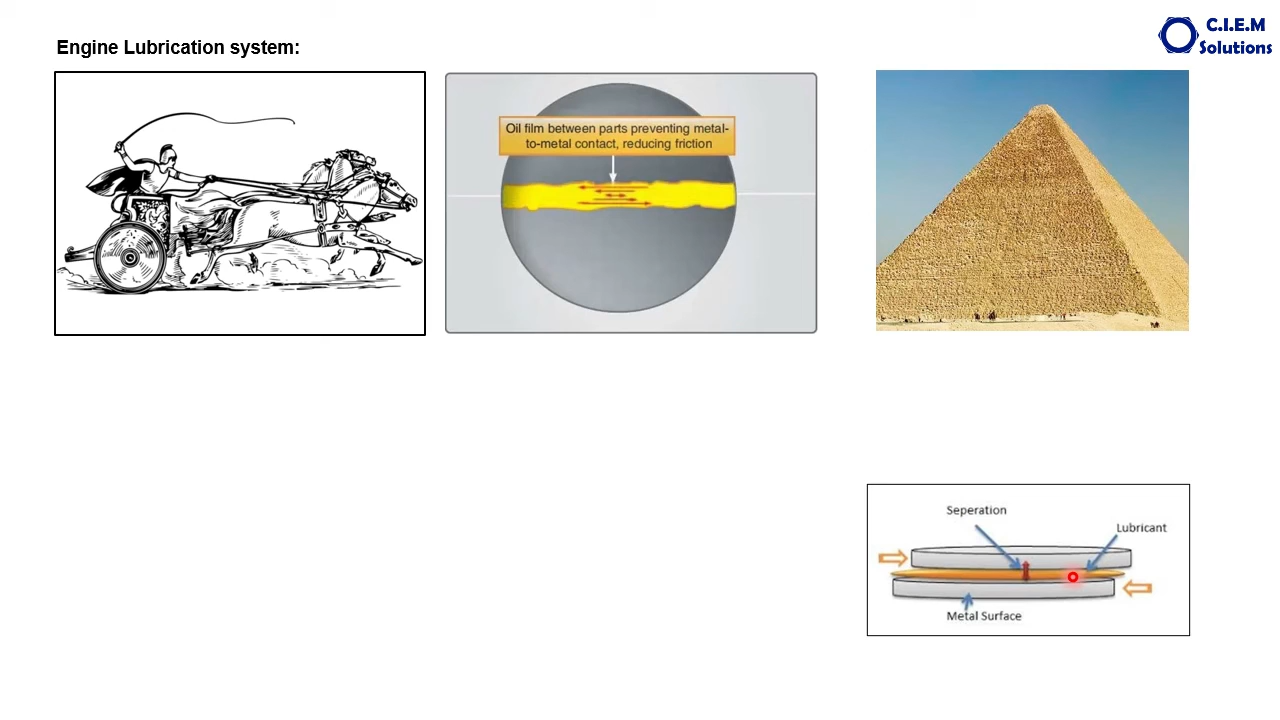 Engine Lubrication system:
C.I.E.M
Solutions
Oil film between parts preventing metal-
to-metal contact, reducing friction
Seperation
Lubricant
Metal Surface